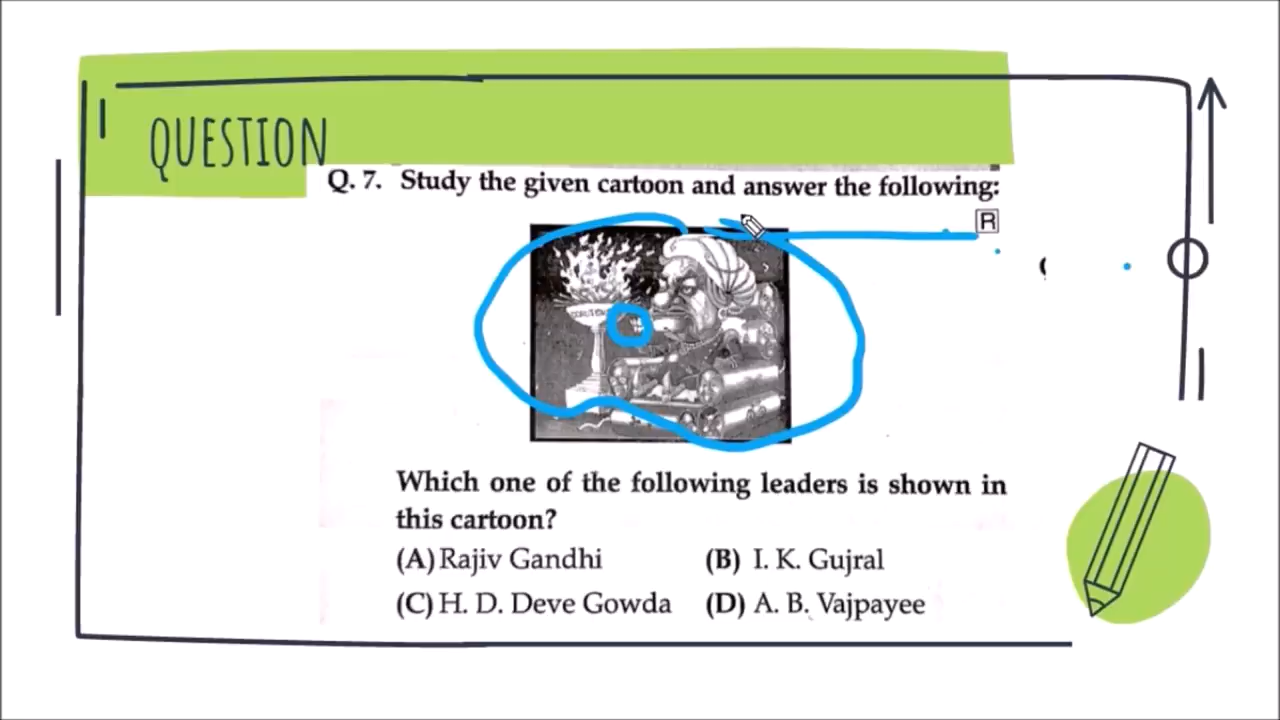 QUESTION
Q. 7. Study the given cartoon and answer the following:
R
Which one of the following leaders is shown in
this cartoon?
(A) Rajiv Gandhi (B) I. K. Gujral
(C) H. D. Deve Gowda (D) A. B. Vajpayee